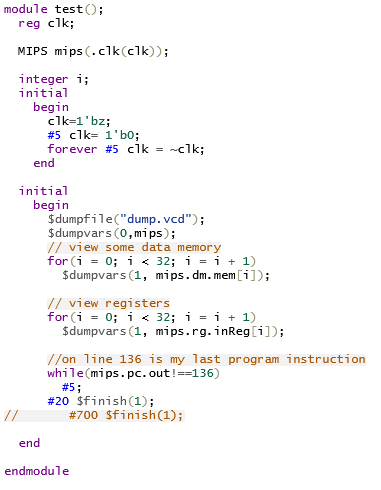 module test();
  reg clk;

  MIPS mips(.clk(clk));

  integer i;
  initial
    begin
      clk=1'bz;
      #5 clk= 1'b0;
      forever #5 clk = ~clk;
    end

  initial
    begin
      $dumpfile("dump.vcd");
      $dumpvars(0,mips);
      // view some data memory
      for(i = 0; i < 32; i = i + 1)
        $dumpvars(1, mips.dm.mem[i]);

      // view registers
      for(i = 0; i < 32; i = i + 1)
        $dumpvars(1, mips.rg.inReg[i]);

      //on line 136 is my last program instruction
      while(mips.pc.out!==136)
        #5;
      #20 $finish(1);
//       #700 $finish(1);

  end

endmodule